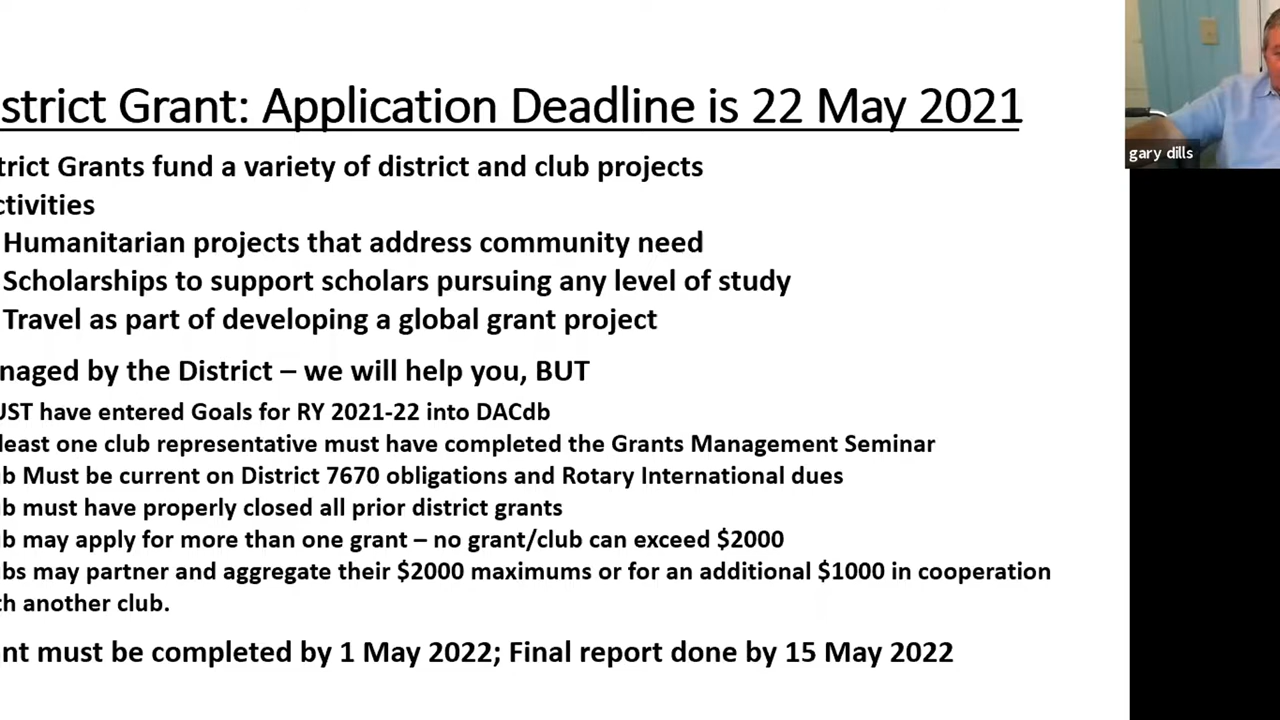 strict Grant: Application Deadline is 22 May 2021
trict Grants fund a variety of district and club projects
ctivities
Humanitarian projects that address community need
Scholarships to support scholars pursuing any level of study
Travel as part of developing a global grant project
naged by the District – we will help you, BUT
UST have entered Goals for RY 2021-22 into DACdb
least one club representative must have completed the Grants Management Seminar
ub Must be current on District 7670 obligations and Rotary International dues
ub must have properly closed all prior district grants
ub may apply for more than one grant – no grant/club can exceed $2000
ubs may partner and aggregate their $2000 maximums or for an additional $1000 in cooperation
th another club.
nt must be completed by 1 May 2022; Final report done by 15 May 2022
gary dills